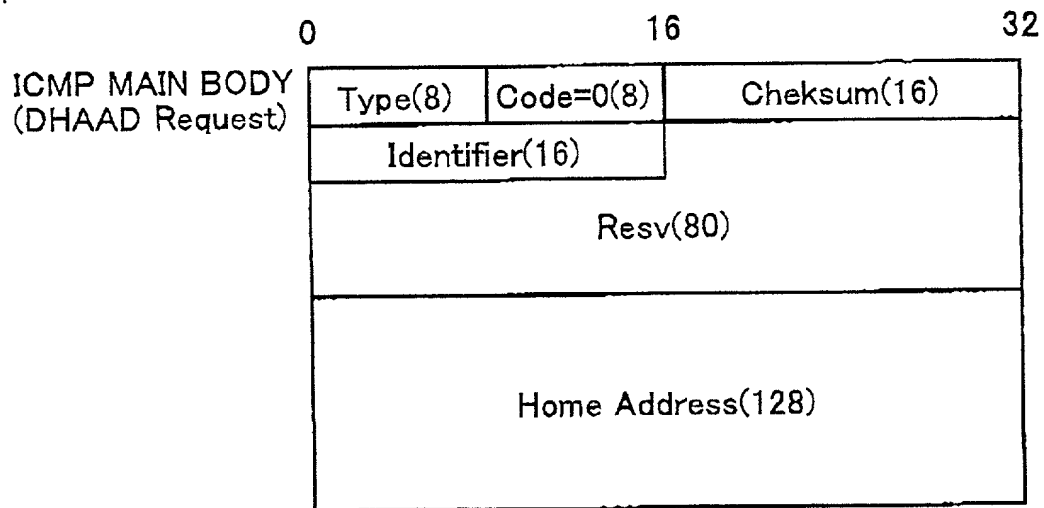 0 16 32
ICMP MAIN BODY
(DHAAD Request)
Type(8) Code=0(8) Cheksum(16)
Identifier(16)
Resv(80)
Home Address(128)